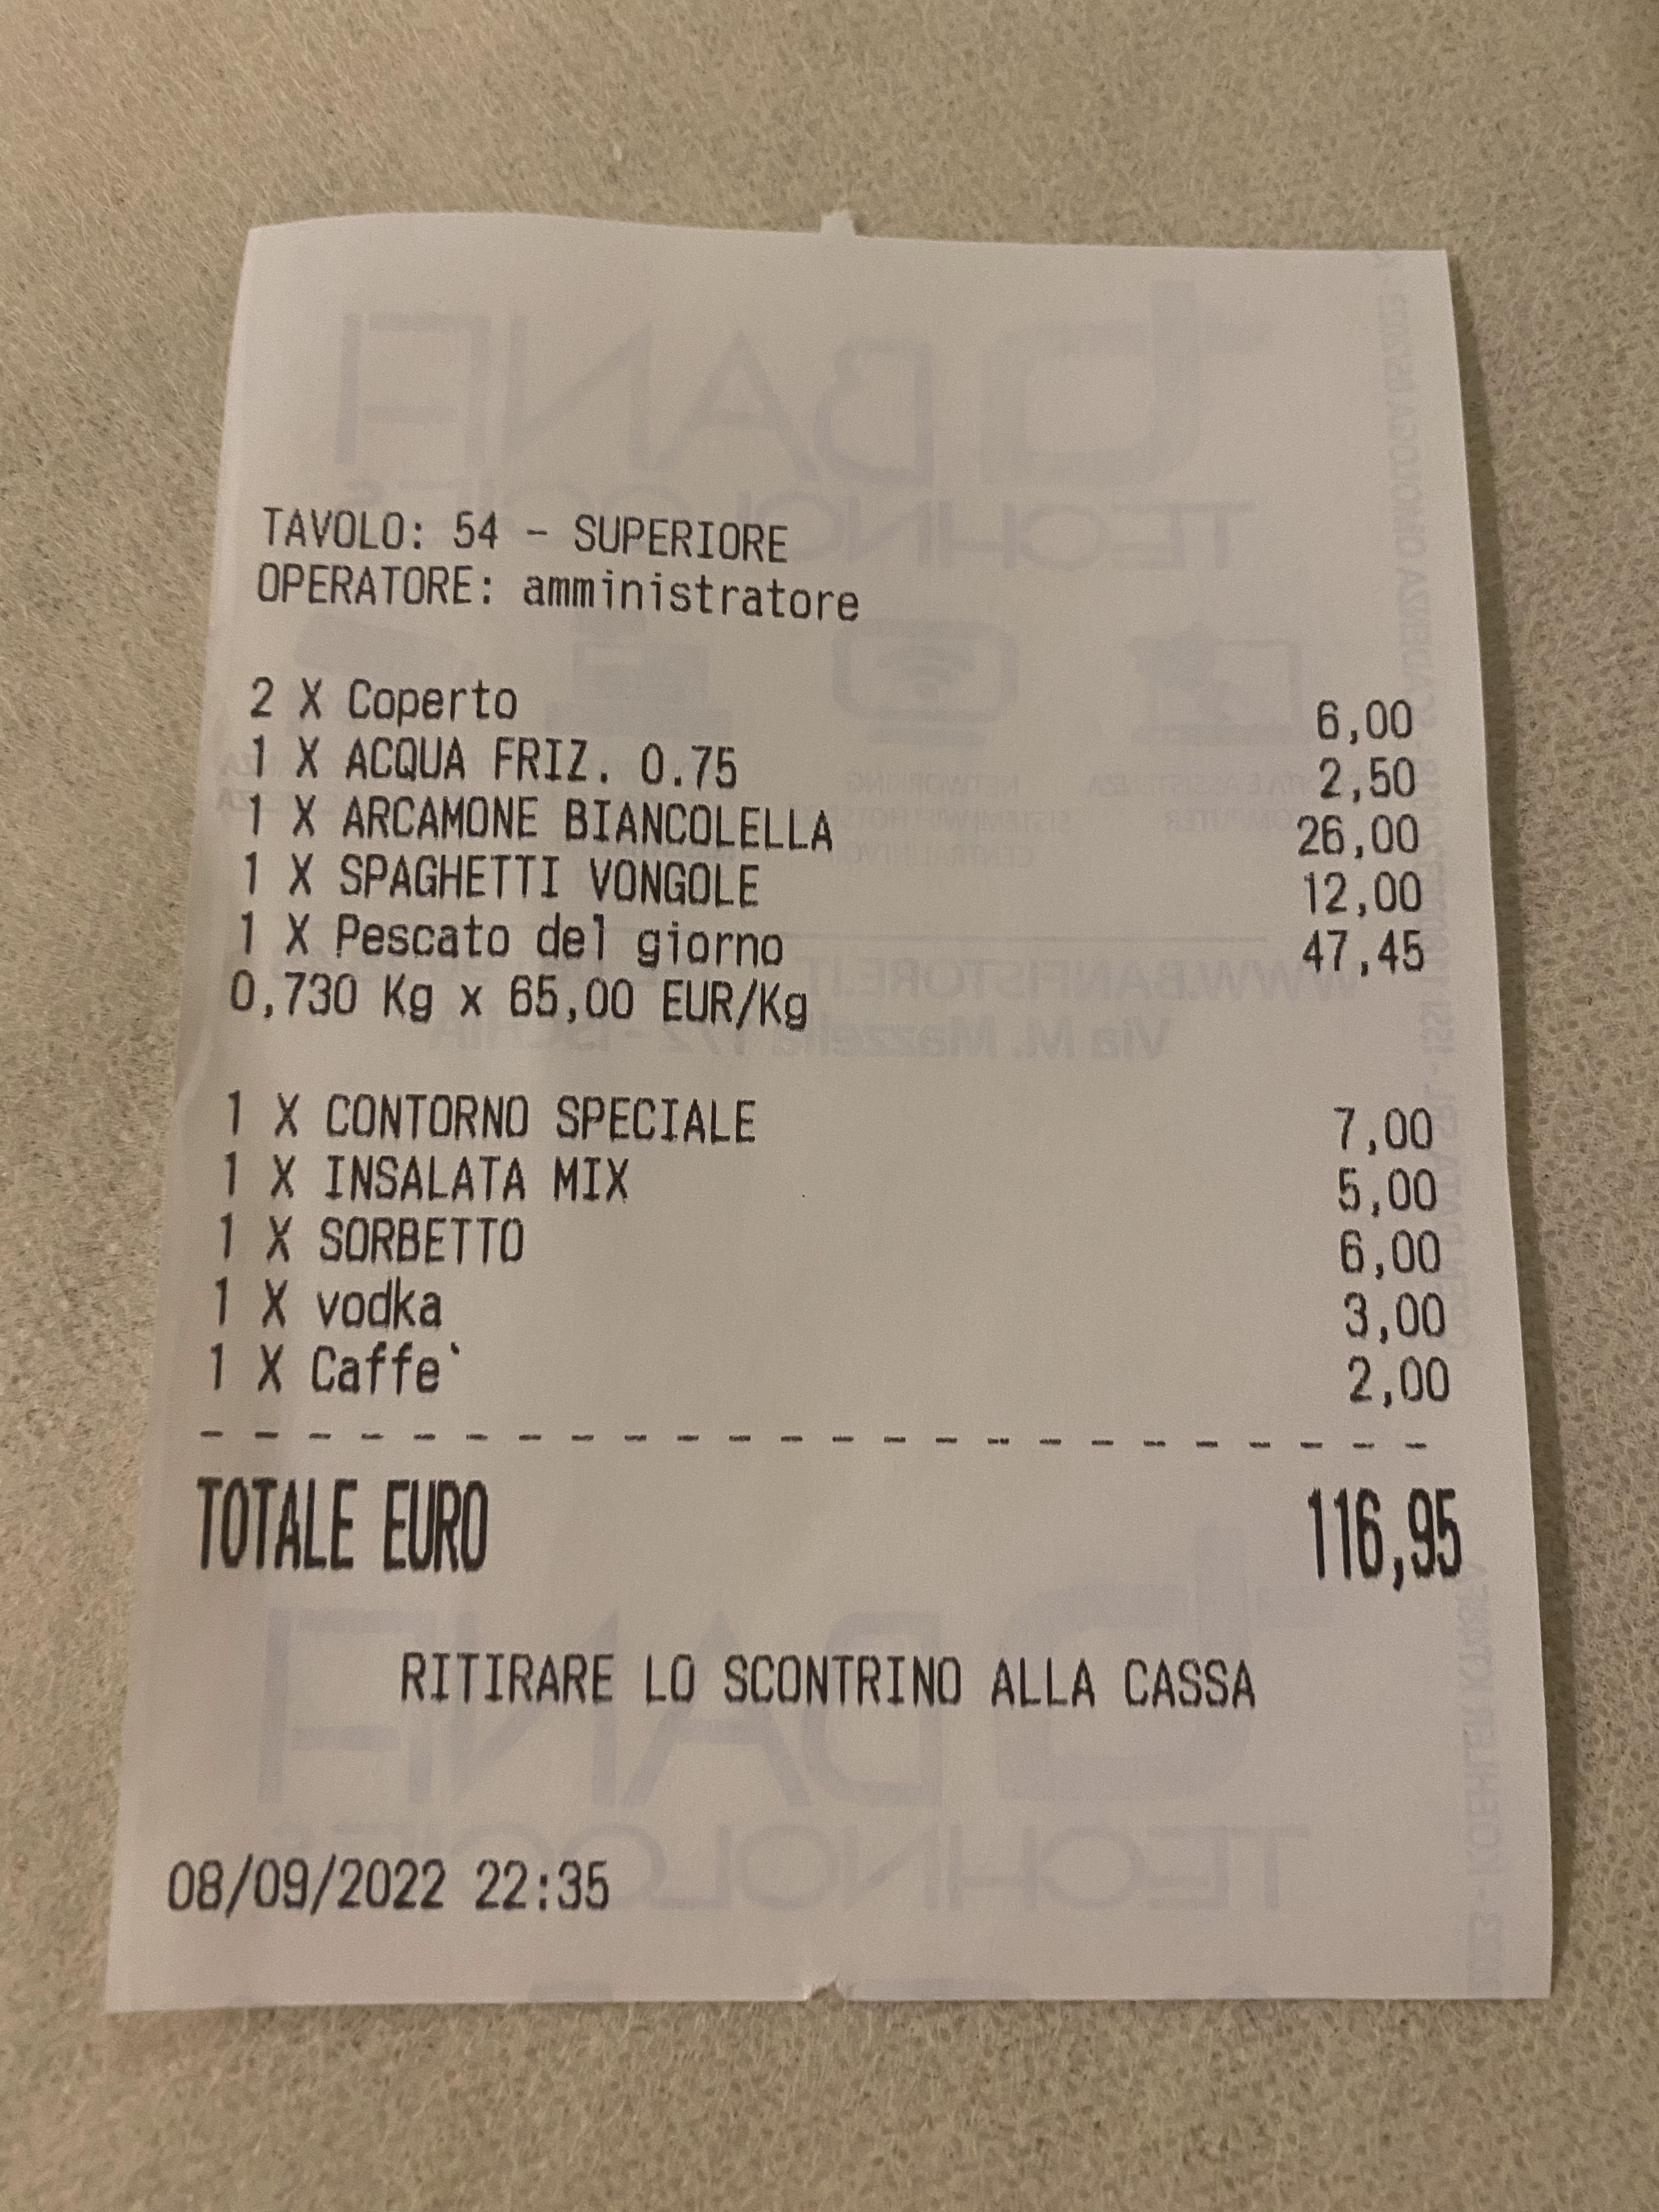 TAVOLO: 54 - SUPERIORE
OPERATORE: amministratore
2 X Coperto 6,00
1 X ACQUA FRIZ. 0.75 2,50
1 X ARCAMONE BIANCOLELLA 26,00
1 X SPAGHETTI VONGOLE 12,00
1 X Pescato del giorno 47,45
0,730 Kg x 65,00 EUR/Kg
1 X CONTORNO SPECIALE 7,00
1 X INSALATA MIX 5,00
1 X SORBETTO 6,00
1 X vodka 3,00
1 X Caffe` 2,00
- - - - - - - - - - - - - - - - - - - - - - - -
TOTALE EURO 116,95
RITIRARE LO SCONTRINO ALLA CASSA
08/09/2022 22:35